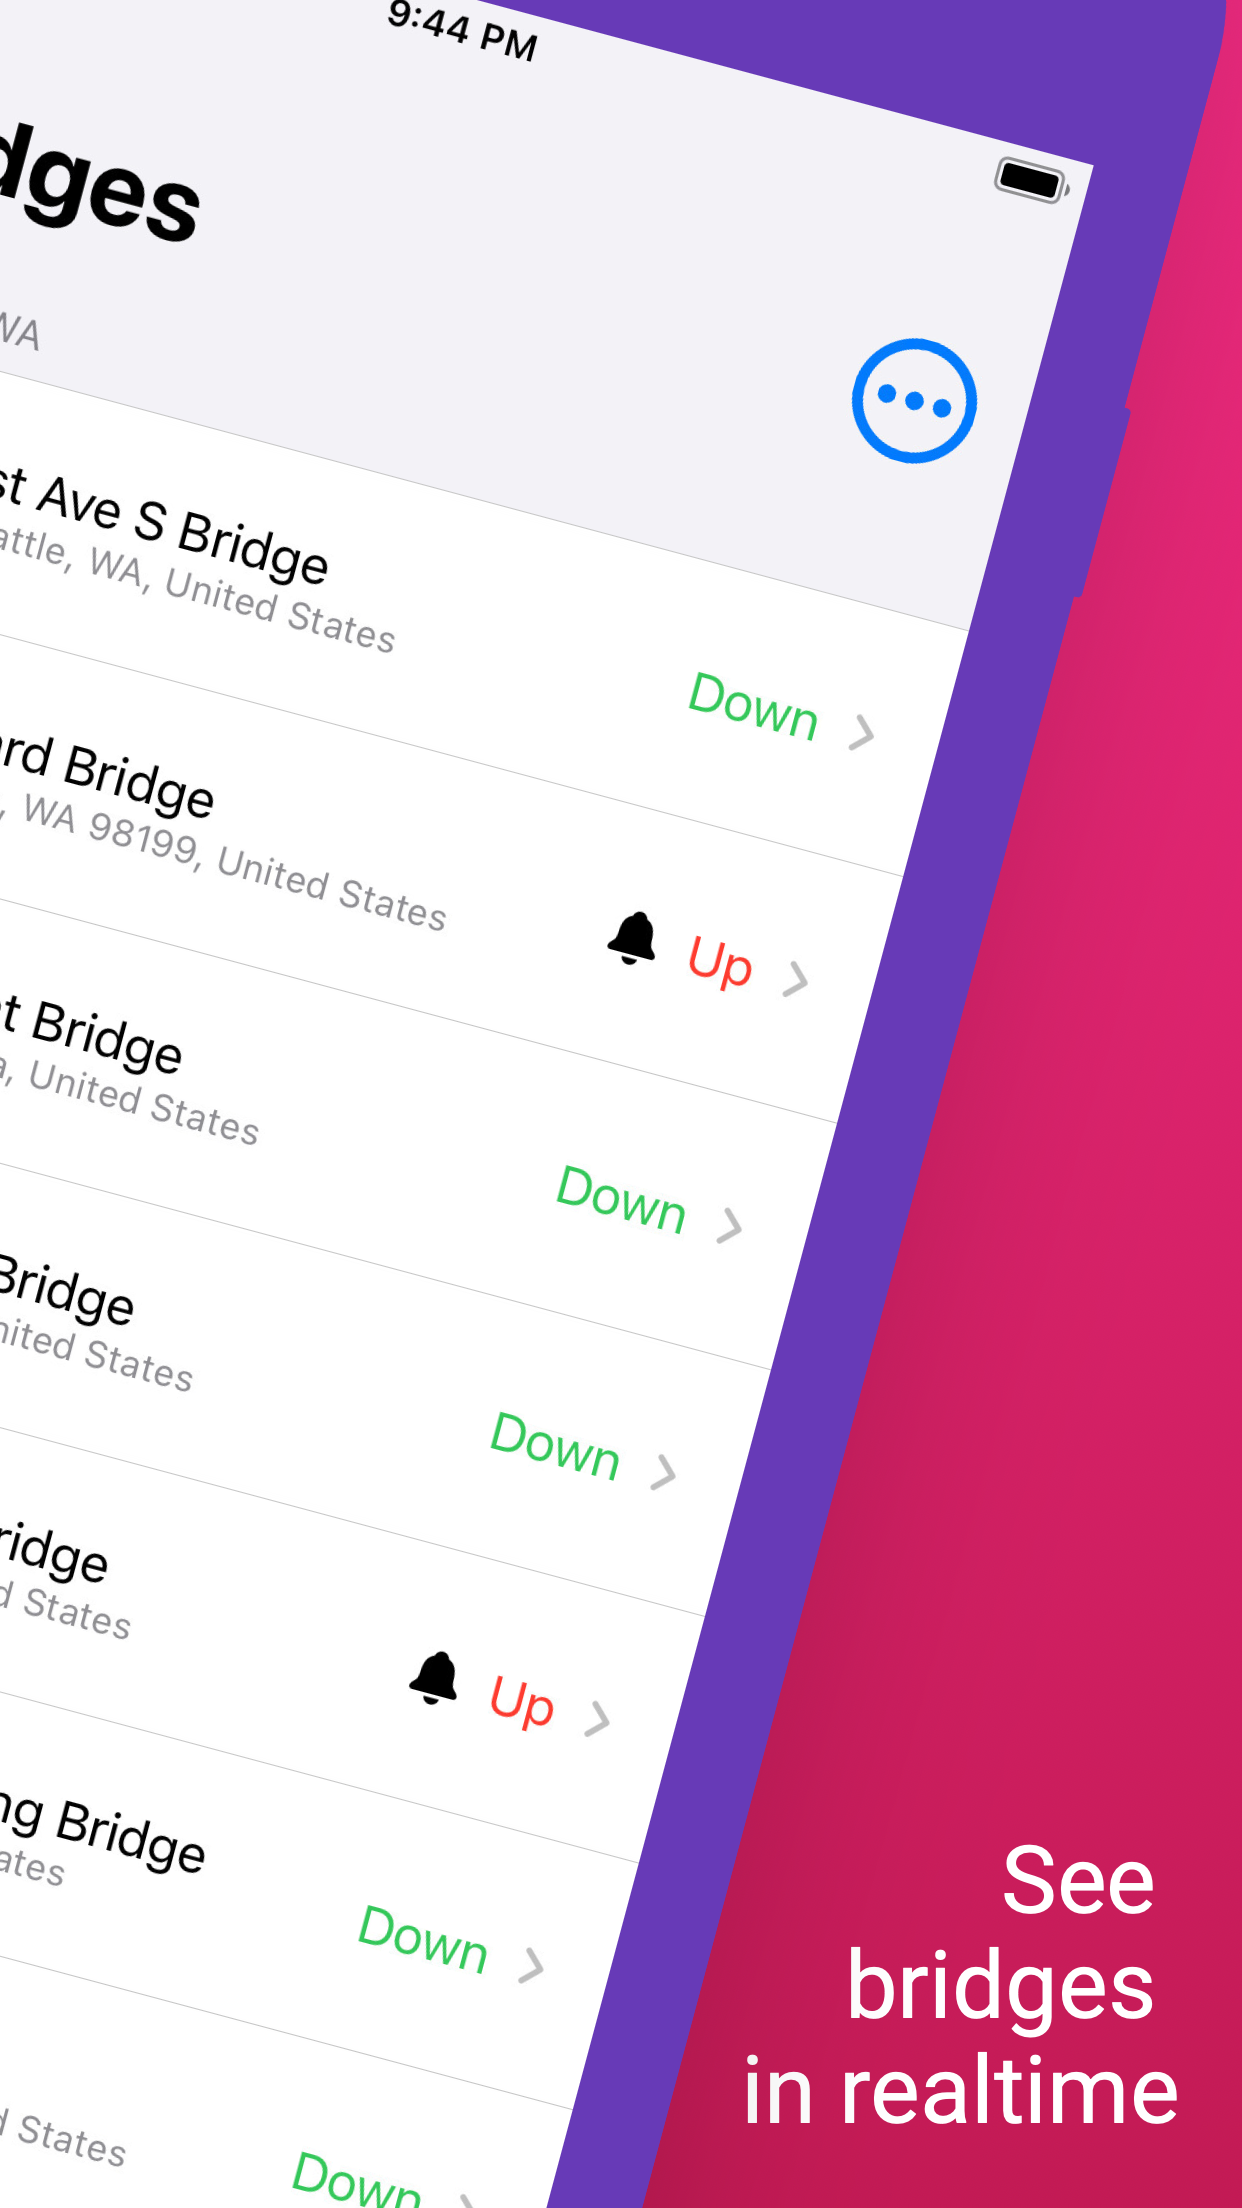 9:44 PM
dges
WA
st Ave S Bridge
attle, WA, United States
Down
ard Bridge
, WA 98199, United States
Up
t Bridge
a, United States
Down
Bridge
nited States
Down
ridge
d States
Up
ng Bridge
ates
Down
d States
Down
See
bridges
in realtime